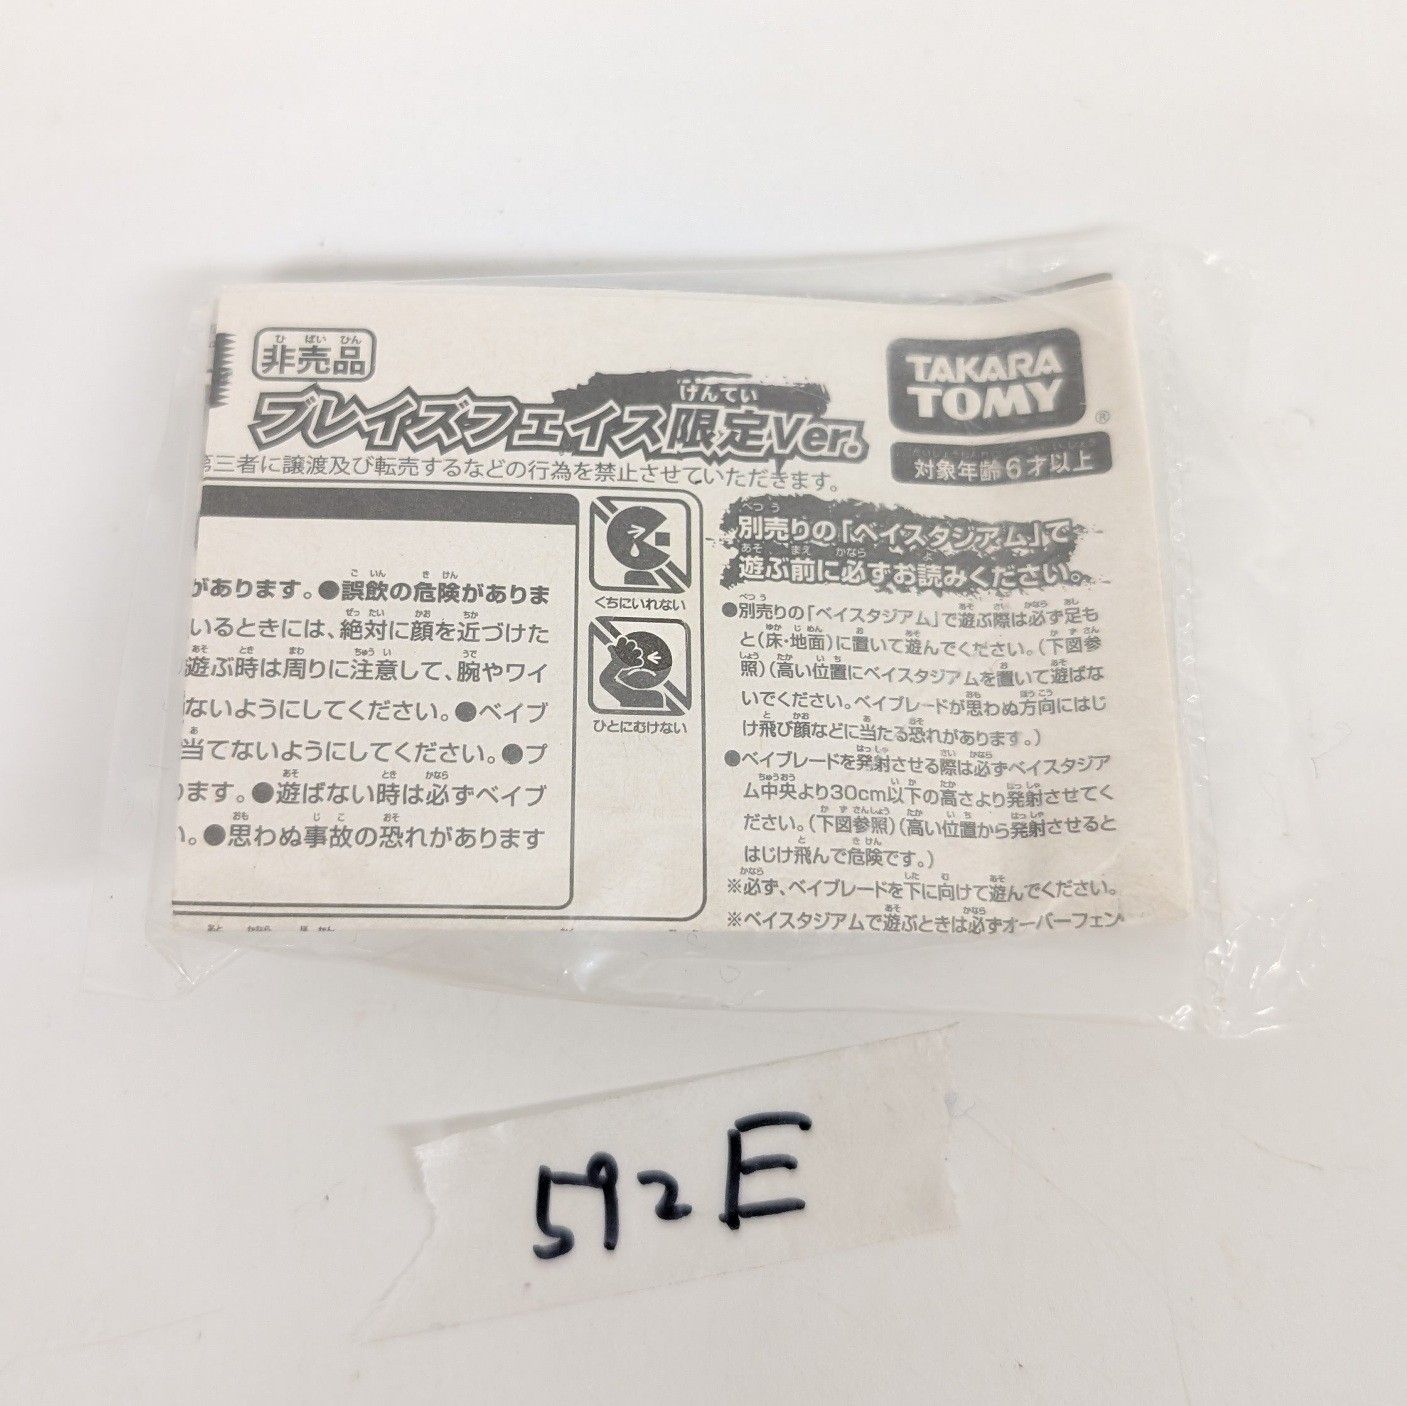 非売品
ブレイズフェイス限定Ver.
第三者に譲渡及び転売するなどの行為を禁止させていただきます。
TAKARA
TOMY
®
対象年齢6才以上
があります。●誤飲の危険がありま
いるときには、絶対に顔を近づけた
遊ぶ時は周りに注意して、腕やワイ
ないようにしてください。●ベイブ
当てないようにしてください。●プ
ります。●遊ばない時は必ずベイブ
い。●思わぬ事故の恐れがあります
くちにいれない
ひとにむけない
別売りの「ベイスタジアム」で
遊ぶ前に必ずお読みください。
●別売りの「ベイスタジアム」で遊ぶ際は必ず足も
と(床・地面)に置いて遊んでください。(下図参
照)(高い位置にベイスタジアムを置いて遊ばな
いでください。ベイブレードが思わぬ方向にはじ
け飛び顔などに当たる恐れがあります。)
●ベイブレードを発射させる際は必ずベイスタジア
ム中央より30cm以下の高さより発射させてく
ださい。(下図参照)(高い位置から発射させると
はじけ飛んで危険です。)
※必ず、ベイブレードを下に向けて遊んでください。
※ベイスタジアムで遊ぶときは必ずオーバーフェン
592E